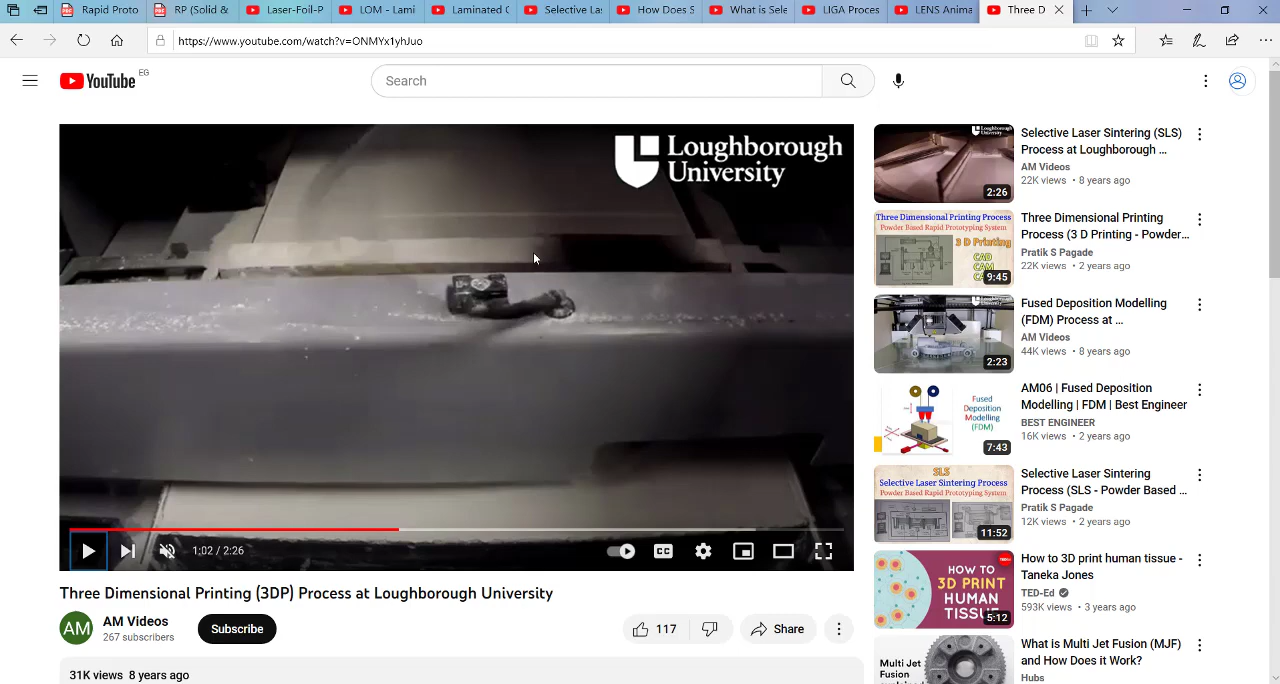 Rapid Proto
RP (Solid &
Laser-Foil-P
LOM - Lami
Laminated (
Selective La
How Does S
What is Sele
LIGA Proces
LENS Anima
Three D
https://www.youtube.com/watch?v=ONMYx1yhJuo
YouTube EG
Search
Loughborough
University
1:02 / 2:26
CC
Three Dimensional Printing (3DP) Process at Loughborough University
AM
AM Videos
267 subscribers
Subscribe
117
Share
31K views 8 years ago
Loughborough
University
2:26
Selective Laser Sintering (SLS)
Process at Loughborough ...
AM Videos
22K views • 8 years ago
Three Dimensional Printing Process
Powder Based Rapid Prototyping System
3 D Printing
CAD
CAM
9:45
Three Dimensional Printing
Process (3 D Printing - Powder...
Pratik S Pagade
22K views • 2 years ago
Loughborough
University
2:23
Fused Deposition Modelling
(FDM) Process at ...
AM Videos
44K views • 8 years ago
Fused
Deposition
Modelling
(FDM)
7:43
AM06 | Fused Deposition
Modelling | FDM | Best Engineer
BEST ENGINEER
16K views • 2 years ago
SLS
Selective Laser Sintering Process
Powder Based Rapid Prototyping System
11:52
Selective Laser Sintering
Process (SLS - Powder Based ...
Pratik S Pagade
12K views • 2 years ago
HOW TO
3D PRINT
HUMAN
TISSUE
5:12
How to 3D print human tissue -
Taneka Jones
TED-Ed
593K views • 3 years ago
Multi Jet
Fusion
What is Multi Jet Fusion (MJF)
and How Does it Work?
Hubs